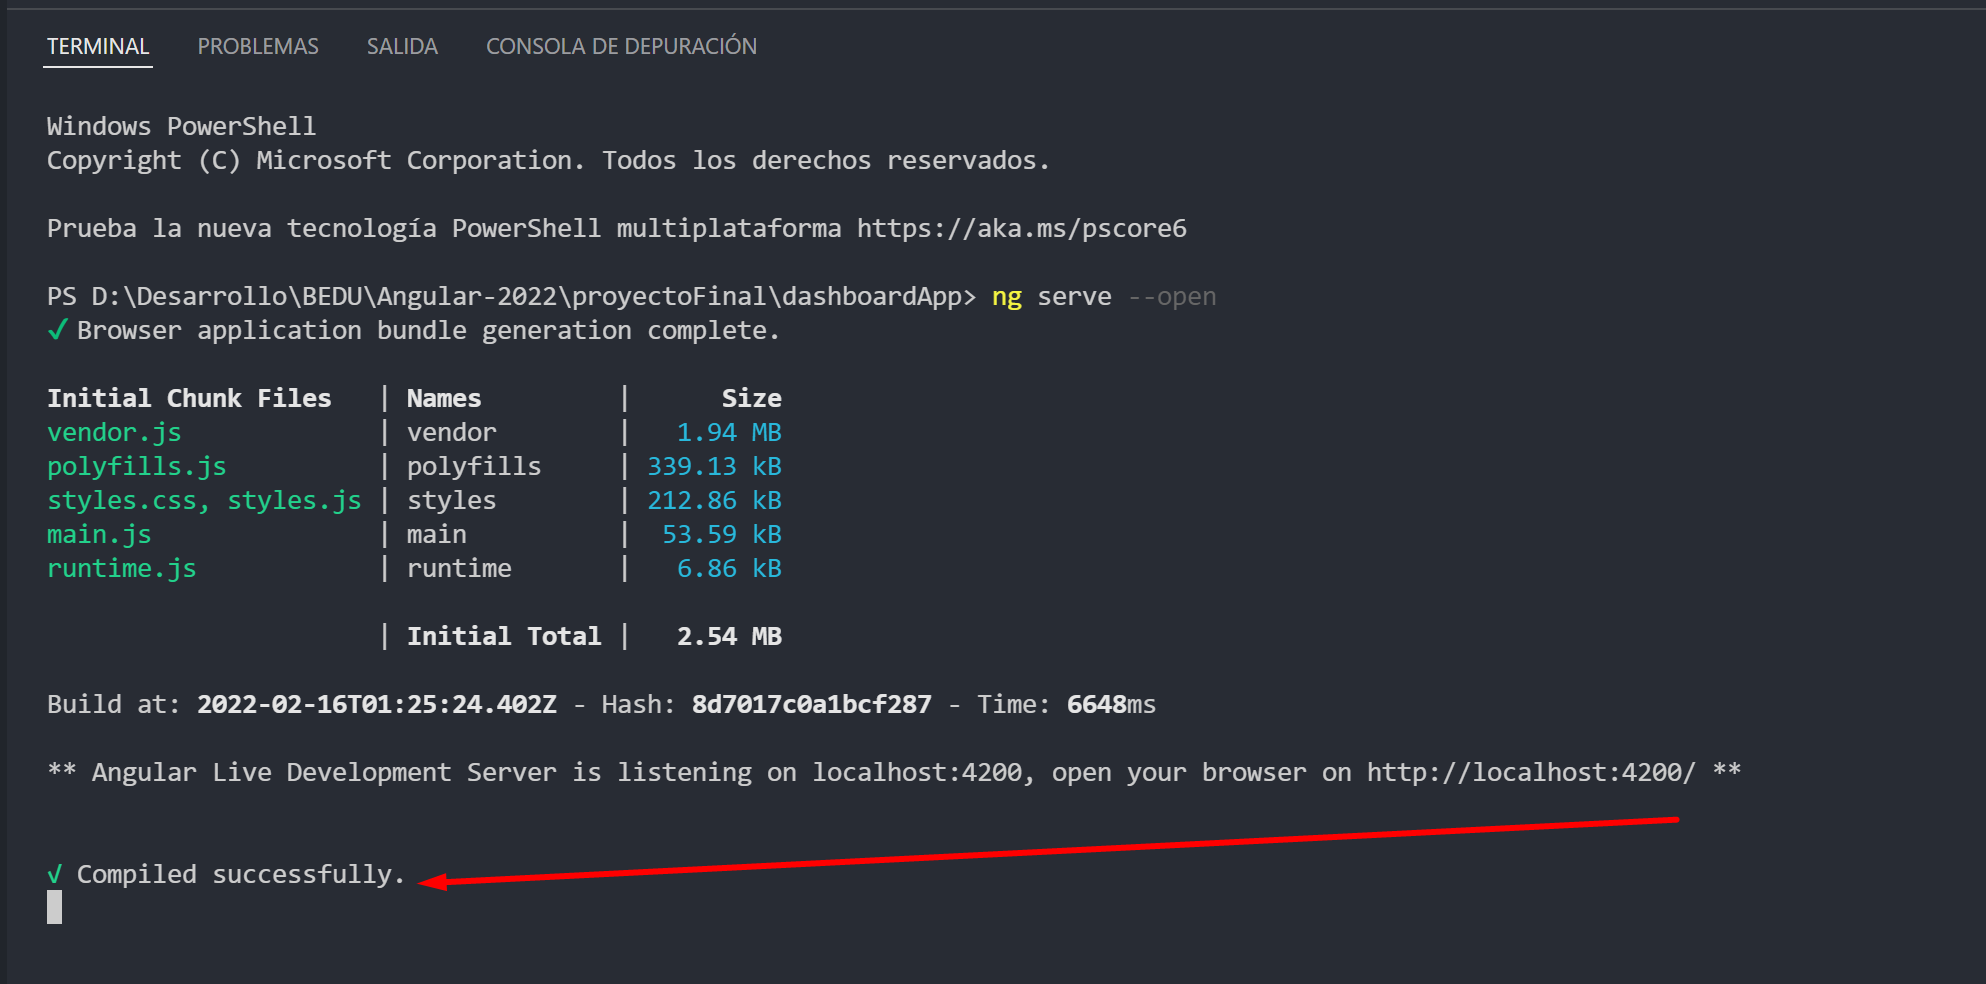 TERMINAL PROBLEMAS SALIDA CONSOLA DE DEPURACIÓN
Windows PowerShell
Copyright (C) Microsoft Corporation. Todos los derechos reservados.
Prueba la nueva tecnología PowerShell multiplataforma https://aka.ms/pscore6
PS D:\Desarrollo\BEDU\Angular-2022\proyectoFinal\dashboardApp> ng serve --open
✓ Browser application bundle generation complete.
Initial Chunk Files | Names | Size
vendor.js | vendor | 1.94 MB
polyfills.js | polyfills | 339.13 kB
styles.css, styles.js | styles | 212.86 kB
main.js | main | 53.59 kB
runtime.js | runtime | 6.86 kB
| Initial Total | 2.54 MB
Build at: 2022-02-16T01:25:24.402Z - Hash: 8d7017c0a1bcf287 - Time: 6648ms
** Angular Live Development Server is listening on localhost:4200, open your browser on http://localhost:4200/ **
√ Compiled successfully.